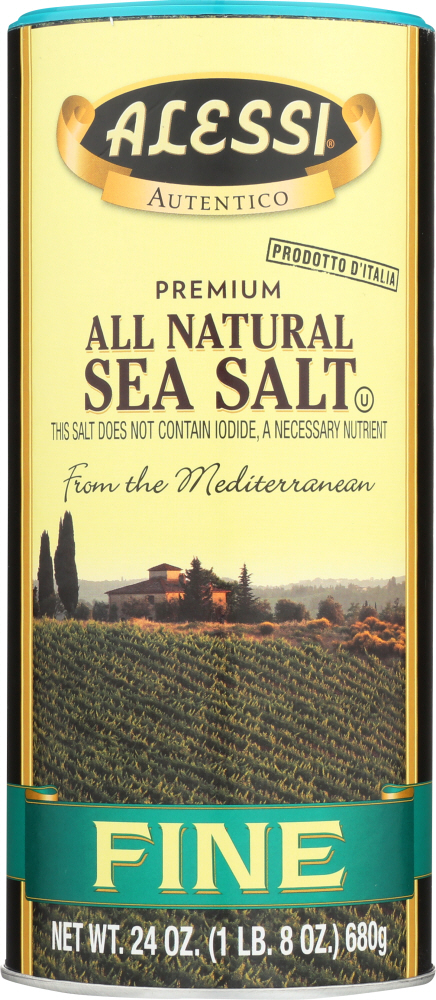 ALESSI®
AUTENTICO
PRODOTTO D'ITALIA
PREMIUM
ALL NATURAL
SEA SALT Ⓤ
THIS SALT DOES NOT CONTAIN IODIDE, A NECESSARY NUTRIENT
From the Mediterranean
FINE
NET WT. 24 OZ. (1 LB. 8 OZ.) 680g